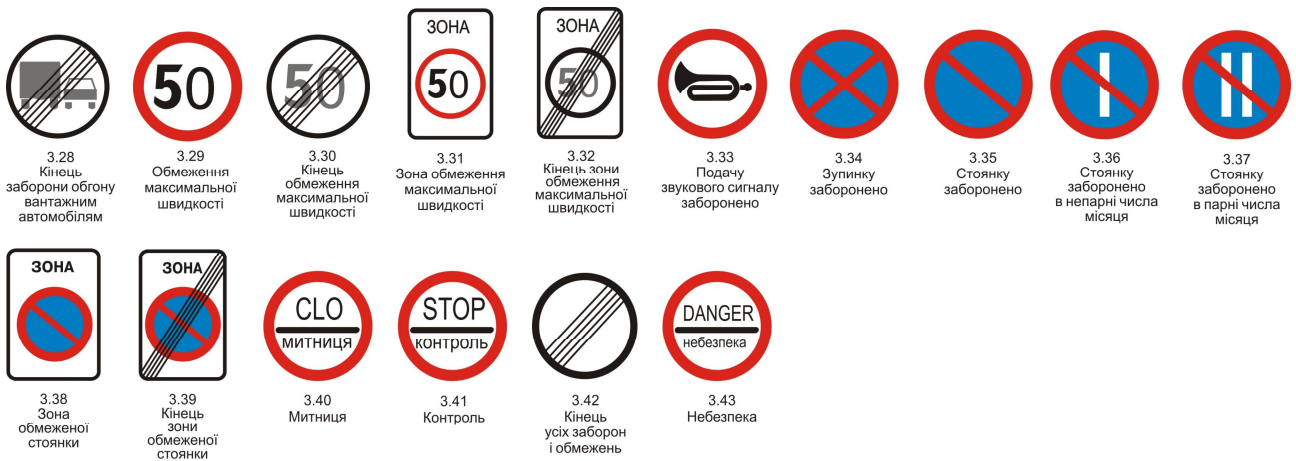 50
3.28
Кінець
заборони обгону
вантажним
автомобілям
50
3.29
Обмеження
максимальної
швидкості
50
3.30
Кінець
обмеження
максимальної
швидкості
ЗОНА
50
3.31
Зона обмеження
максимальної
швидкості
ЗОНА
50
3.32
Кінець зони
обмеження
максимальної
швидкості
3.33
Подачу
звукового сигналу
заборонено
3.34
Зупинку
заборонено
3.35
Стоянку
заборонено
3.36
Стоянку
заборонено
в непарні числа
місяця
3.37
Стоянку
заборонено
в парні числа
місяця
ЗОНА
3.38
Зона
обмеженої
стоянки
ЗОНА
3.39
Кінець
зони
обмеженої
стоянки
CLO
митниця
3.40
Митниця
STOP
контроль
3.41
Контроль
3.42
Кінець
усіх заборон
і обмежень
DANGER
небезпека
3.43
Небезпека